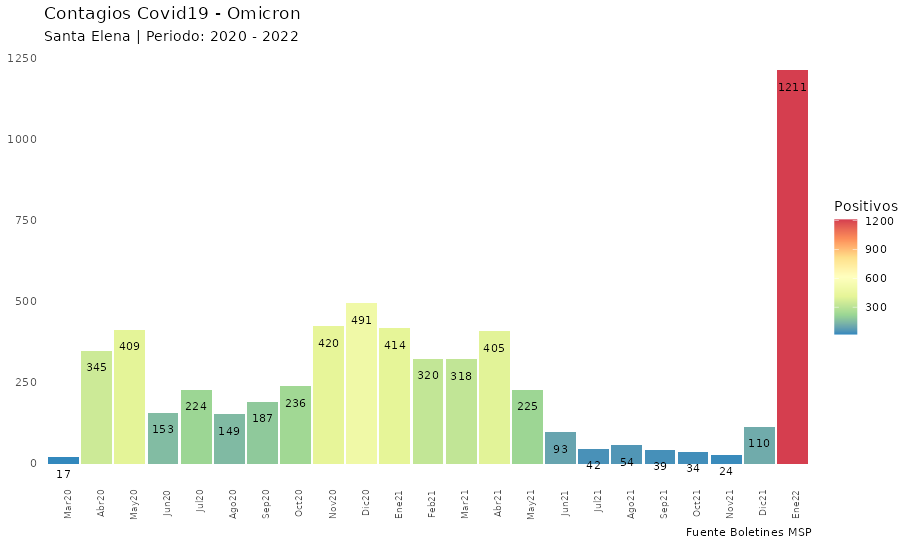 Contagios Covid19 - Omicron
Santa Elena | Periodo: 2020 - 2022
1250
1000
750
500
250
0
17
345
409
153
224
149
187
236
420
491
414
320
318
405
225
93
42
54
39
34
24
110
1211
Mar20
Abr20
May20
Jun20
Jul20
Ago20
Sep20
Oct20
Nov20
Dic20
Ene21
Feb21
Mar21
Abr21
May21
Jun21
Jul21
Ago21
Sep21
Oct21
Nov21
Dic21
Ene22
Positivos
1200
900
600
300
Fuente Boletines MSP